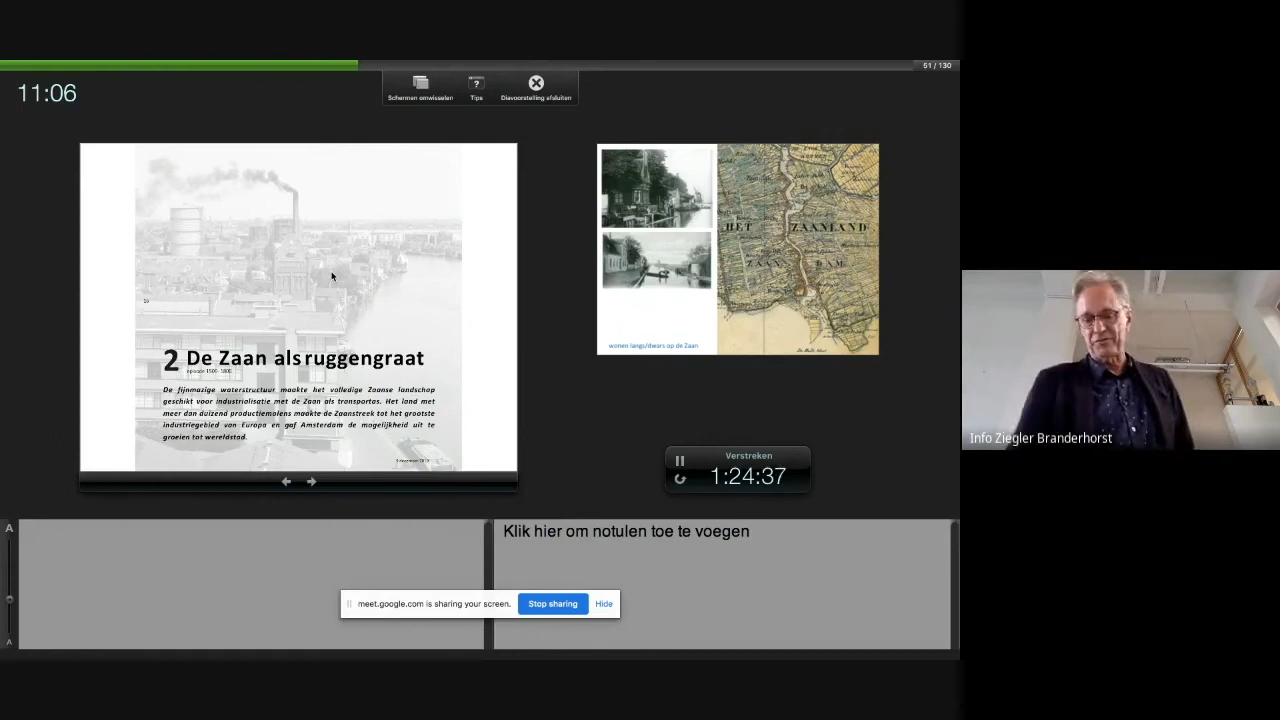 51 / 130
11:06
Schermen omwisselen
Tips
Diavoorstelling afsluiten
16
2 De Zaan als ruggengraat
De fijnmazige waterstructuur maakte het volledige Zaanse landschap
geschikt voor industrialisatie met de Zaan als transportas. Het land met
meer dan duizend productiemolens maakte de Zaanstreek tot het grootste
industriegebied van Europa en gaf Amsterdam de mogelijkheid uit te
groeien tot wereldstad.
HET ZAANLAND
ZAANDAM
wonen langs/dwars op de Zaan
Verstreken
1:24:37
A
A
Klik hier om notulen toe te voegen
meet.google.com is sharing your screen.
Stop sharing
Hide
Info Ziegler Branderhorst